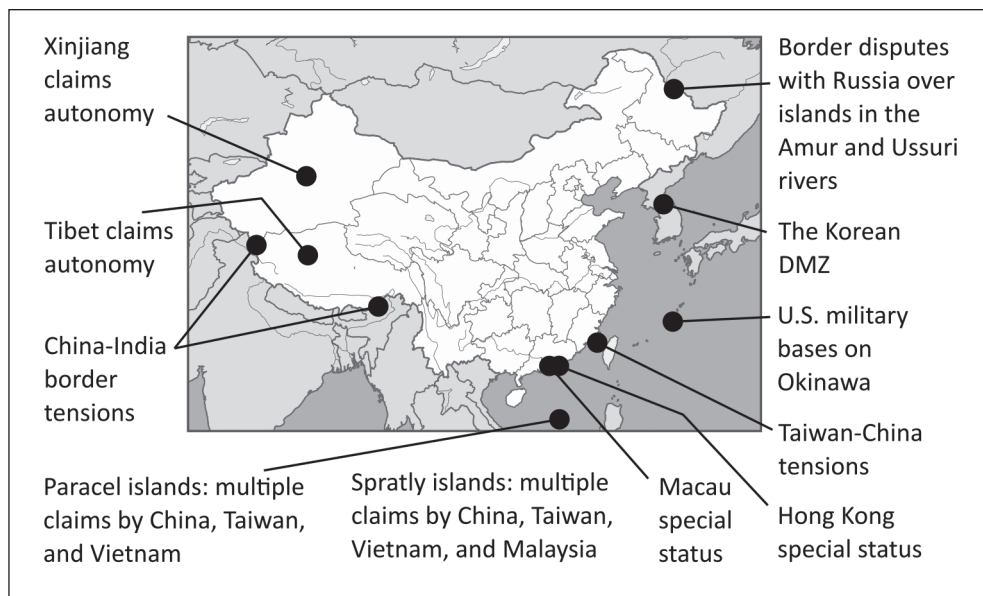 Xinjiang
claims
autonomy
Tibet claims
autonomy
China-India
border
tensions
Paracel islands: multiple
claims by China, Taiwan,
and Vietnam
Spratly islands: multiple
claims by China, Taiwan,
Vietnam, and Malaysia
Macau
special
status
Border disputes
with Russia over
islands in the
Amur and Ussuri
rivers
The Korean
DMZ
U.S. military
bases on
Okinawa
Taiwan-China
tensions
Hong Kong
special status